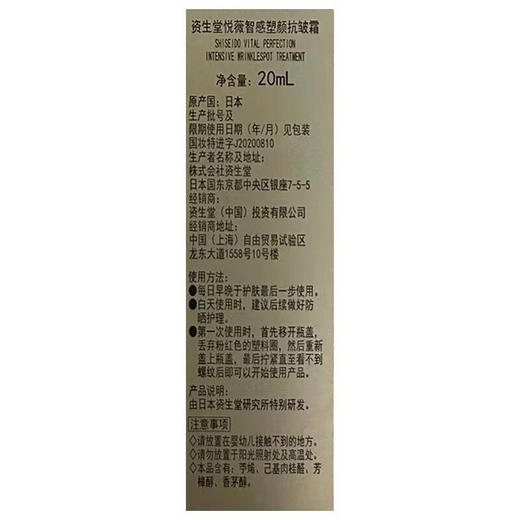 资生堂悦薇智感塑颜抗皱霜
SHISEIDO VITAL PERFECTION
INTENSIVE WRINKLESPOT TREATMENT
净含量：20mL
原产国：日本
生产批号及
限期使用日期（年/月）见包装
国妆特进字J20200810
生产者名称及地址：
株式会社资生堂
日本国东京都中央区银座7-5-5
经销商：
资生堂（中国）投资有限公司
经销商地址：
中国（上海）自由贸易试验区
龙东大道1558号10号楼
使用方法：
●每日早晚于护肤最后一步使用。
●白天使用时，建议后续做好防
晒护理。
●第一次使用时，首先移开瓶盖，
丢弃粉红色的塑料圈，然后重新
盖上瓶盖，最后拧紧直至看不到
螺纹后即可以开始使用产品。
产品说明：
由日本资生堂研究所特别研发。
注意事项
◇请放置在婴幼儿接触不到的地方。
◇请勿放置于阳光照射处及高温处。
◇本品含有：苧烯、己基肉桂醛、芳
樟醇、香茅醇。